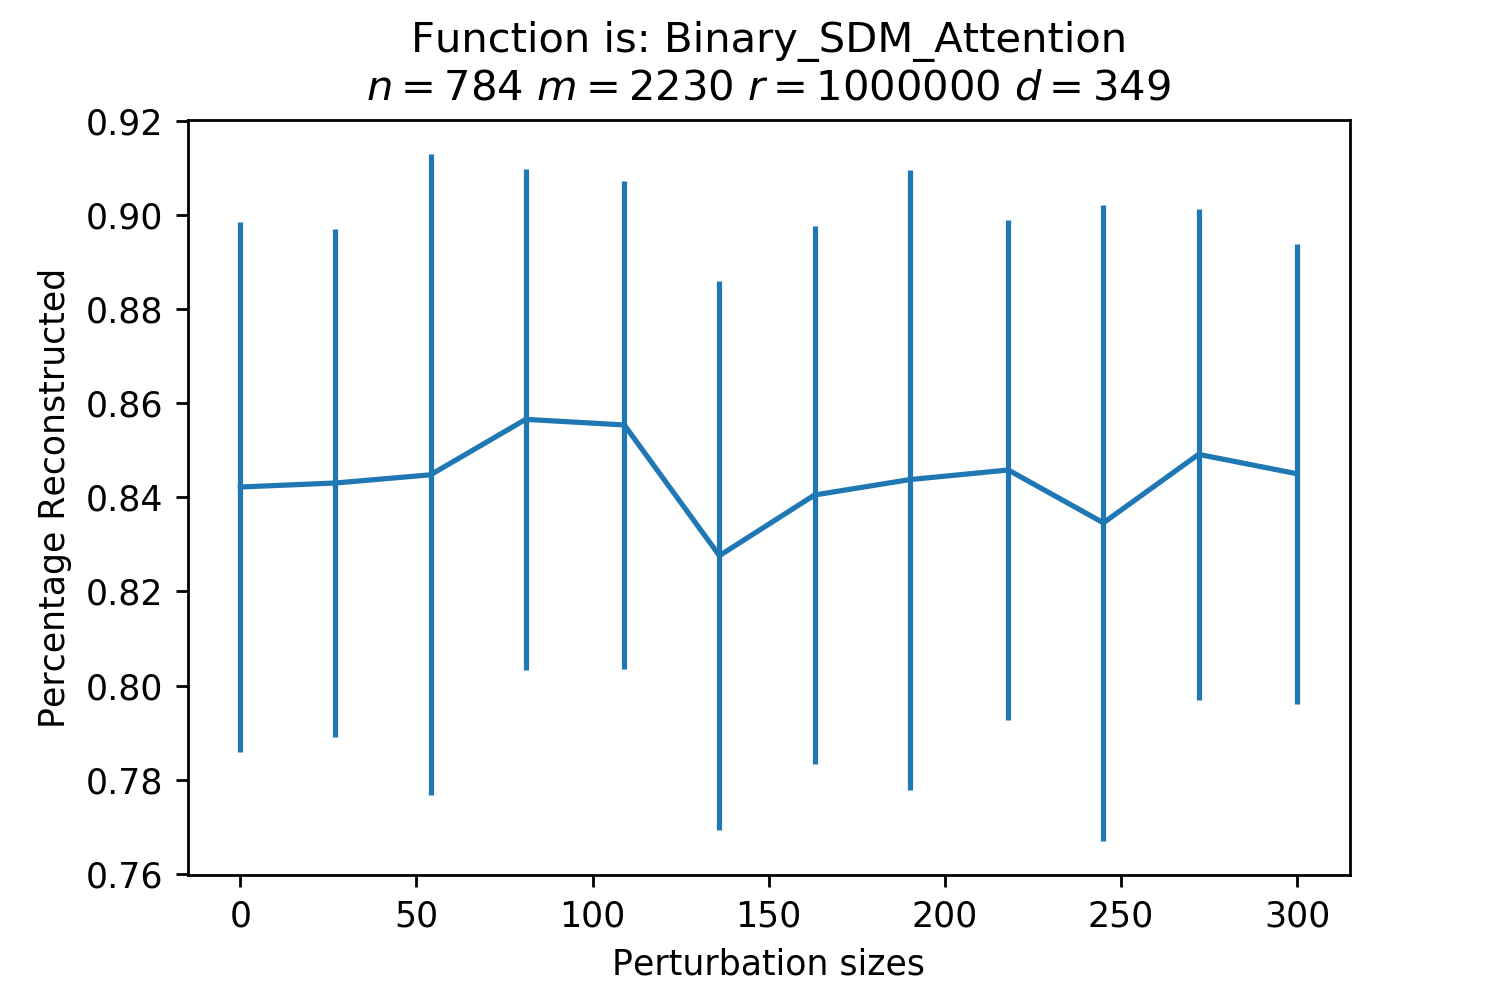 Function is: Binary_SDM_Attention
n = 784 m = 2230 r = 1000000 d = 349
Percentage Reconstructed
0.92
0.90
0.88
0.86
0.84
0.82
0.80
0.78
0.76
0 50 100 150 200 250 300
Perturbation sizes